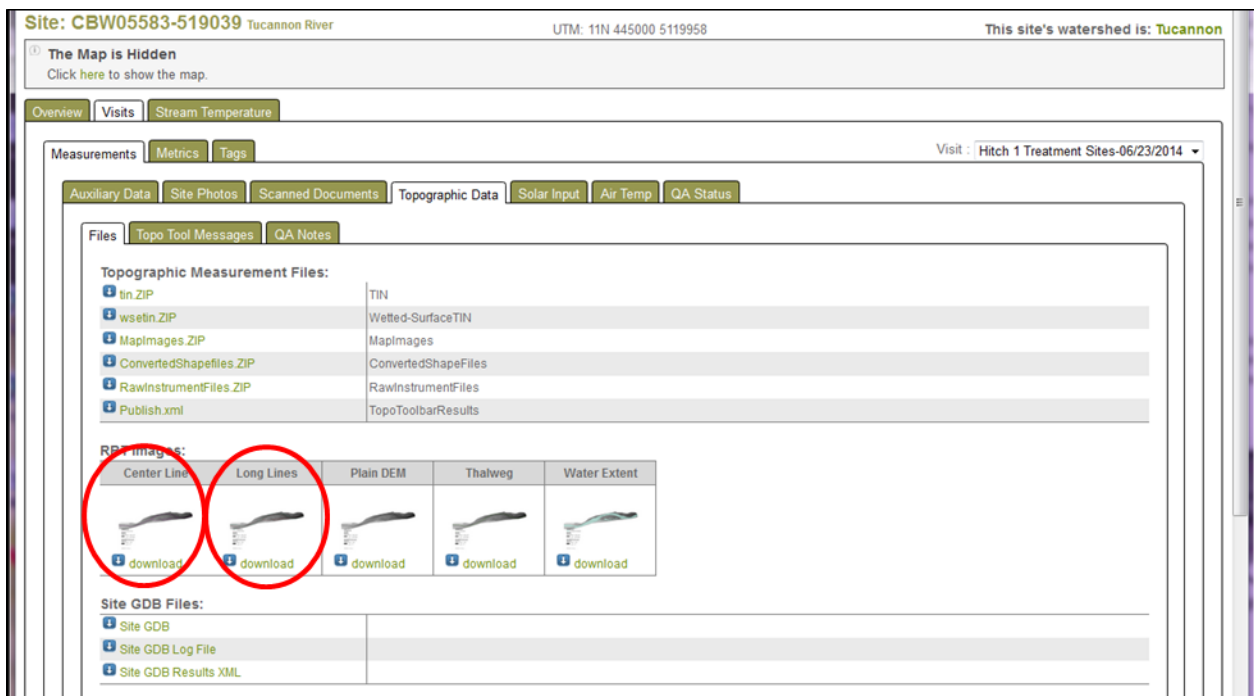 Site: CBW05583-519039 Tucannon River UTM: 11N 445000 5119958 This site's watershed is: Tucannon
The Map is Hidden
Click here to show the map.
Overview Visits Stream Temperature
Measurements Metrics Tags Visit : Hitch 1 Treatment Sites-06/23/2014
Auxiliary Data Site Photos Scanned Documents Topographic Data Solar Input Air Temp QA Status
Files Topo Tool Messages QA Notes
Topographic Measurement Files:
tin.ZIP TIN
wsetin.ZIP Wetted-SurfaceTIN
MapImages.ZIP MapImages
ConvertedShapefiles.ZIP ConvertedShapeFiles
RawInstrumentFiles.ZIP RawInstrumentFiles
Publish.xml TopoToolbarResults
RBT Images:
Center Line Long Lines Plain DEM Thalweg Water Extent
download download download download download
Site GDB Files:
Site GDB
Site GDB Log File
Site GDB Results XML